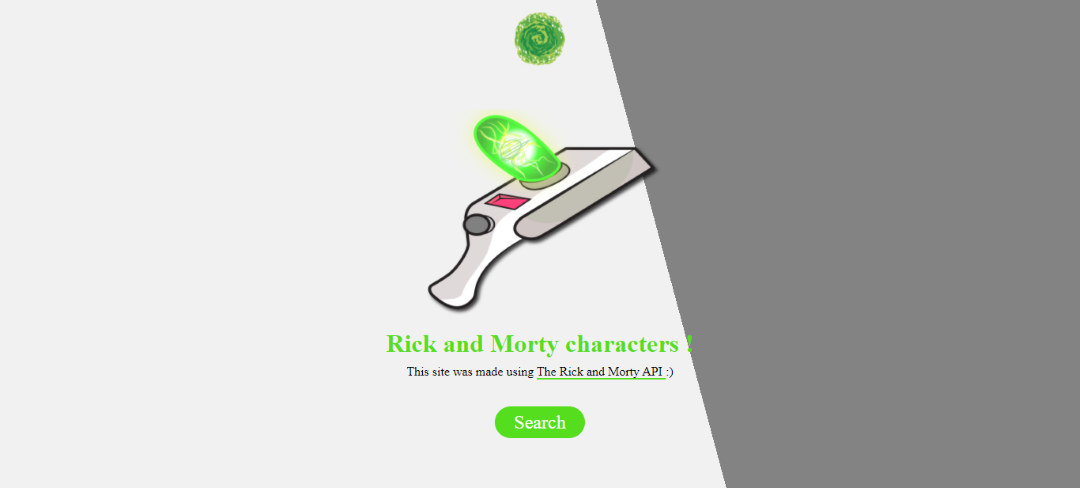 Rick and Morty characters !
This site was made using The Rick and Morty API :)
Search